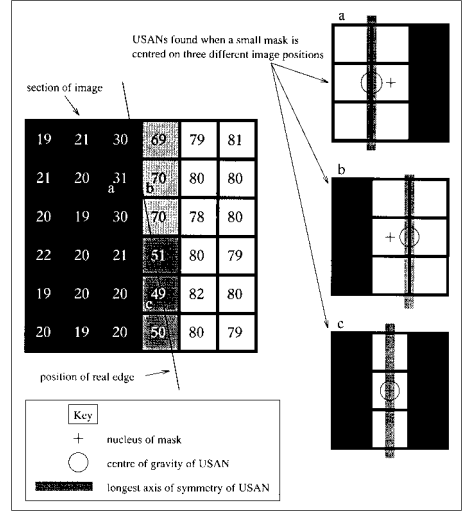 a
USANs found when a small mask is
centred on three different image positions
section of image
19 21 30 69 79 81
21 20 31 70 80 80
a b
20 19 30 70 78 80
22 20 21 51 80 79
19 20 20 49 82 80
c
20 19 20 50 80 79
b
c
position of real edge
Key
+ nucleus of mask
centre of gravity of USAN
longest axis of symmetry of USAN